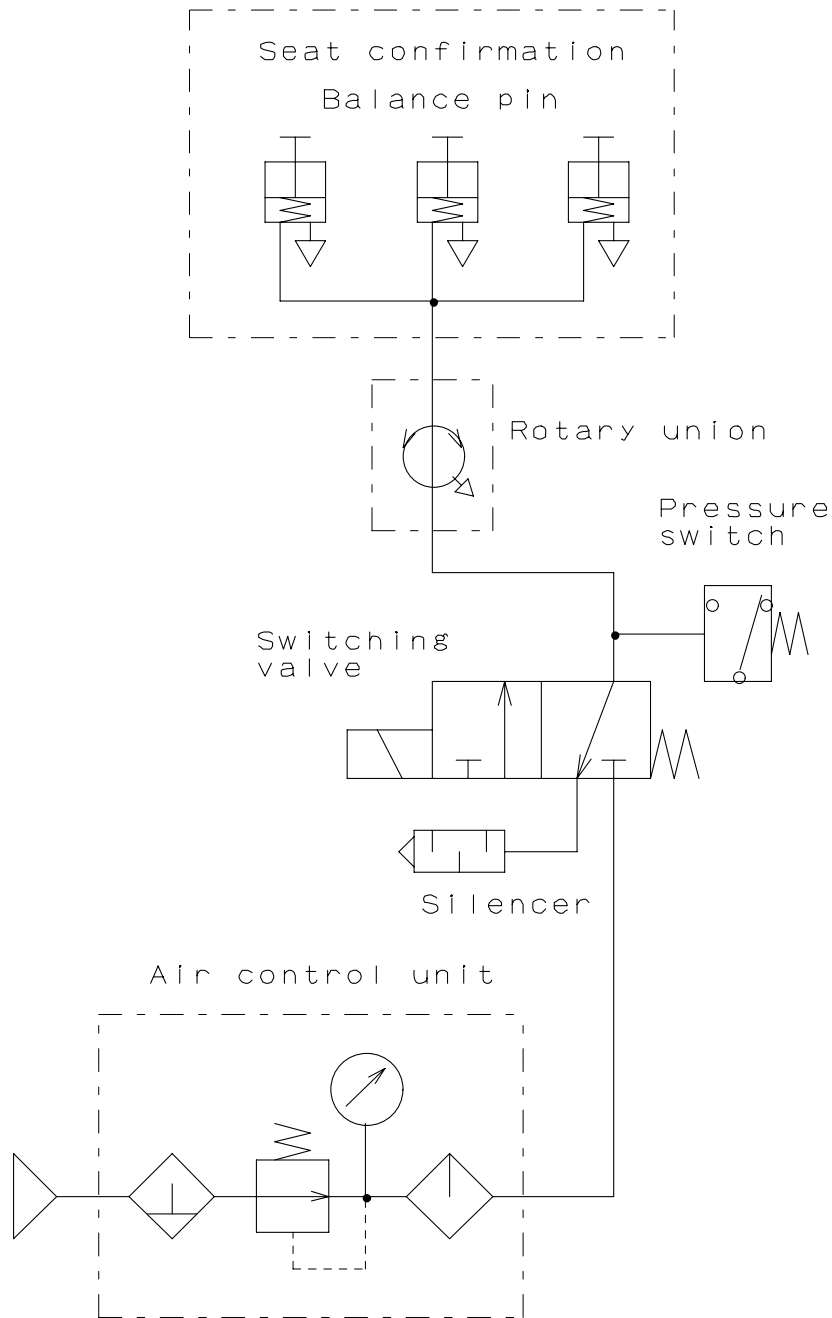 Seat confirmation
Balance pin
Rotary union
Pressure
switch
Switching
valve
Silencer
Air control unit